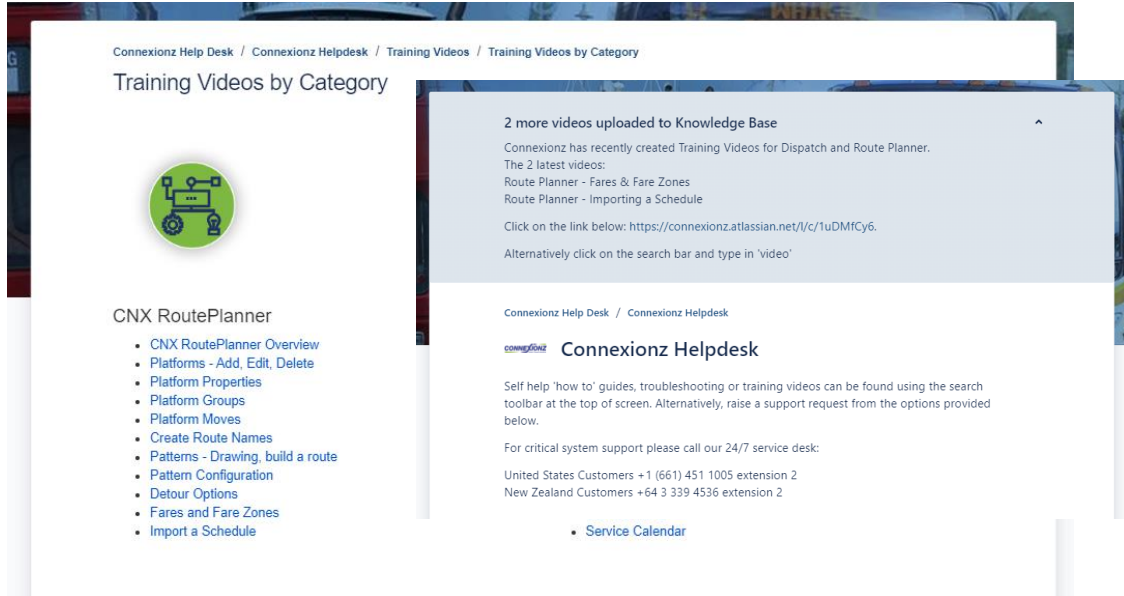 Connexionz Help Desk / Connexionz Helpdesk / Training Videos / Training Videos by Category
Training Videos by Category
2 more videos uploaded to Knowledge Base
Connexionz has recently created Training Videos for Dispatch and Route Planner.
The 2 latest videos:
Route Planner - Fares & Fare Zones
Route Planner - Importing a Schedule
Click on the link below: https://connexionz.atlassian.net/l/c/1uDMfCy6.
Alternatively click on the search bar and type in 'video'
CNX RoutePlanner
CNX RoutePlanner Overview
Platforms - Add, Edit, Delete
Platform Properties
Platform Groups
Platform Moves
Create Route Names
Patterns - Drawing, build a route
Pattern Configuration
Detour Options
Fares and Fare Zones
Import a Schedule
Connexionz Help Desk / Connexionz Helpdesk
CONNEXIONZ Connexionz Helpdesk
Self help 'how to' guides, troubleshooting or training videos can be found using the search
toolbar at the top of screen. Alternatively, raise a support request from the options provided
below.
For critical system support please call our 24/7 service desk:
United States Customers +1 (661) 451 1005 extension 2
New Zealand Customers +64 3 339 4536 extension 2
Service Calendar